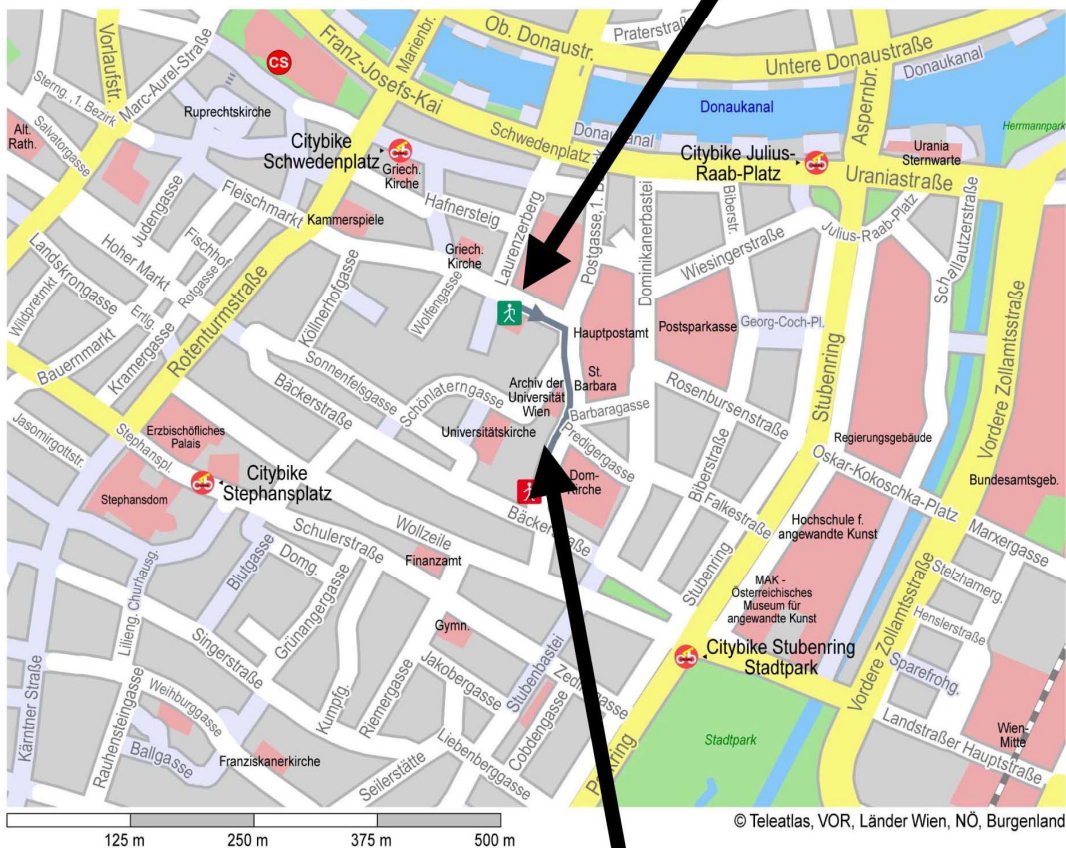 Vorlaufstr.
Marc-Aurel-Straße
Sterng., 1. Bezirk
Salvatorgasse
Alt.
Rath.
CS
Ruprechtskirche
Franz-Josefs-Kai
Marienbr.
Ob. Donaustr.
Praterstraße
Untere Donaustraße
Donaukanal
Donaukanal
Donaukanal
Aspernbr.
Herrmannpark
Citybike
Schwedenplatz
Griech.
Kirche
Schwedenplatz
Citybike Julius-
Raab-Platz
Urania
Sternwarte
Uraniastraße
Judengasse
Fleischmarkt
Kammerspiele
Hafnersteig
Laurenzerberg
Postgasse, 1. Bezirk
Dominikanerbastei
Biberstr.
Wiesingerstraße
Julius-Raab-Platz
Schallautzerstraße
Landskrongasse
Hoher Markt
Fischhof
Rotgasse
Ertlg.
Wildpretmkt
Bauernmarkt
Kramergasse
Rotenturmstraße
Köllnerhofgasse
Griech.
Kirche
Wolfengasse
Hauptpostamt
Postsparkasse
Georg-Coch-Pl.
Stubenring
Vordere Zollamtsstraße
Sonnenfelsgasse
Bäckerstraße
Schönlaterngasse
Archiv der
Universität
Wien
St.
Barbara
Barbaragasse
Rosenbursenstraße
Universitätskirche
Predigergasse
Jasomirgottstr.
Erzbischöfliches
Palais
Stephanspl.
Citybike
Stephansplatz
Stephansdom
Dom-
Kirche
Bäckerstraße
Biberstraße
Falkestraße
Regierungsgebäude
Oskar-Kokoschka-Platz
Bundesamtsgeb.
Marxergasse
Hochschule f.
angewandte Kunst
Wollzeile
Schulerstraße
Finanzamt
Domg.
Blutgasse
Grünangergasse
Lilieng.
Churhausg.
Stubenring
MAK -
Österreichisches
Museum für
angewandte Kunst
Stelzhamerg.
Henslerstraße
Vordere Zollamtsstraße
Gymn.
Singerstraße
Jakobergasse
Stubenbastei
Zedlitzgasse
Citybike Stubenring
Stadtpark
Sparefrohg.
Kärntner Straße
Weihburggasse
Rauhensteingasse
Ballgasse
Franziskanerkirche
Kumpfg.
Riemergasse
Seilerstätte
Liebenberggasse
Cobdengasse
Parkring
Stadtpark
Landstraßer Hauptstraße
Wien-
Mitte
125 m
250 m
375 m
500 m
© Teleatlas, VOR, Länder Wien, NÖ, Burgenland